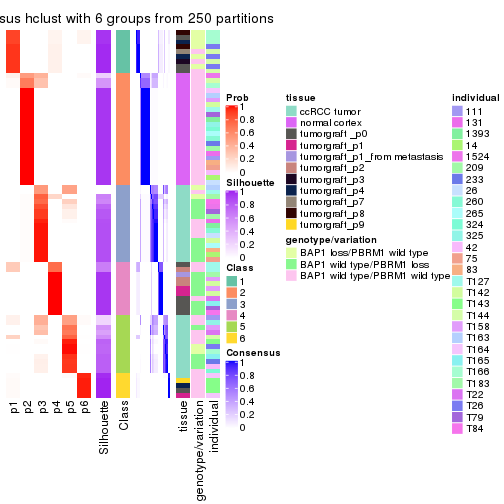 sus hclust with 6 groups from 250 partitions
Prob
1
0.8
0.6
0.4
0.2
0
Silhouette
1
0.8
0.6
0.4
0.2
0
Class
1
2
3
4
5
6
Consensus
1
0.8
0.6
0.4
0.2
0
tissue
ccRCC tumor
normal cortex
tumorgraft _p0
tumorgraft_p1
tumorgraft_p1_from metastasis
tumorgraft_p2
tumorgraft_p3
tumorgraft_p4
tumorgraft_p7
tumorgraft_p8
tumorgraft_p9
genotype/variation
BAP1 loss/PBRM1 wild type
BAP1 wild type/PBRM1 loss
BAP1 wild type/PBRM1 wild type
individual
111
131
1393
14
1524
209
233
26
260
265
324
325
42
75
83
T127
T142
T143
T144
T158
T163
T164
T165
T166
T183
T22
T26
T79
T84
p1
p2
p3
p4
p5
p6
Silhouette
Class
tissue
genotype/variation
individual